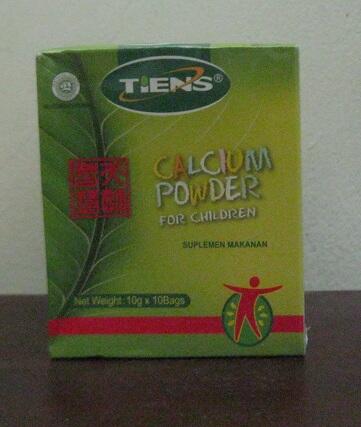 TIENS®
CALCIUM
POWDER
FOR CHILDREN
SUPLEMEN MAKANAN
Net Weight: 10g x 10Bags